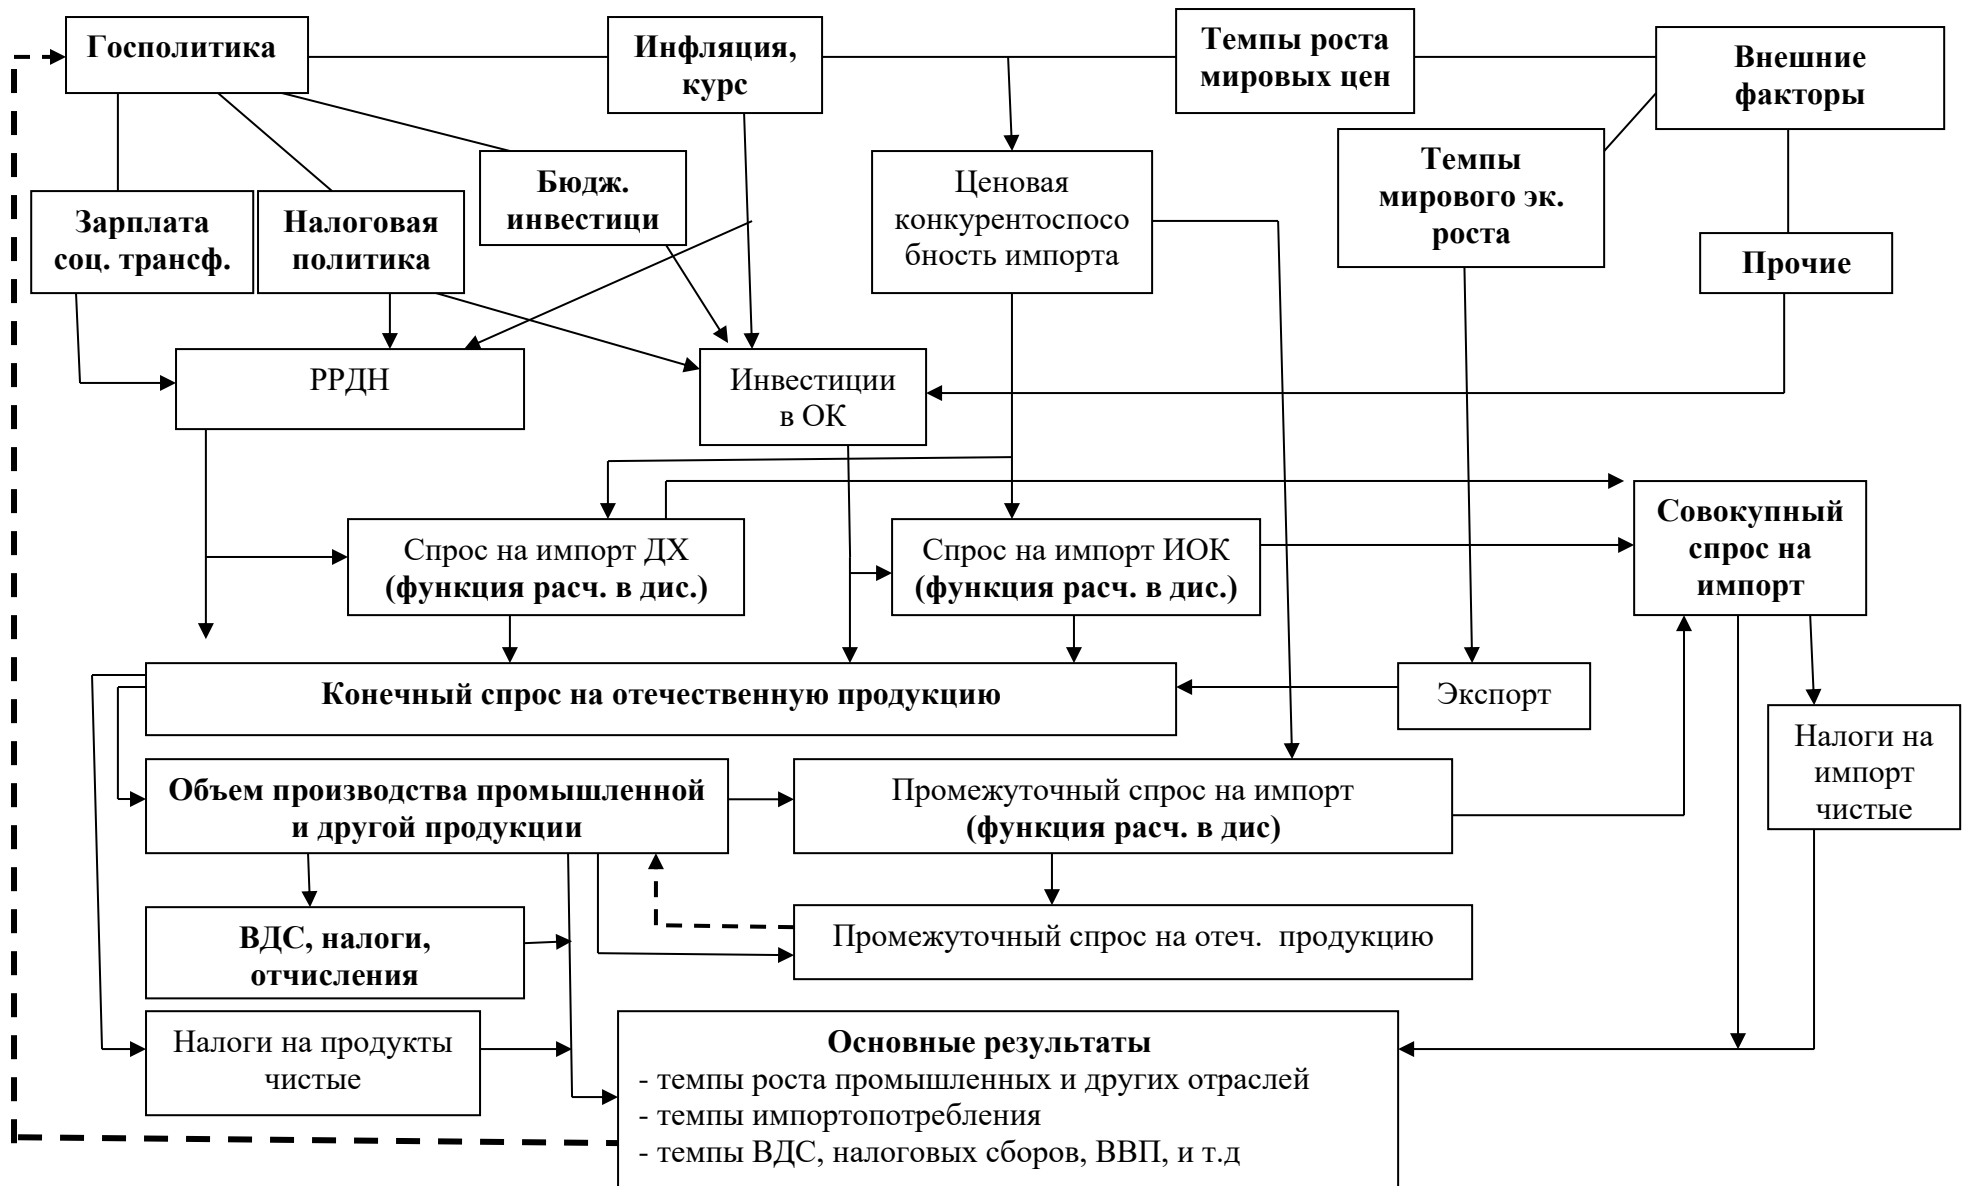 Госполитика
Инфляция,
курс
Темпы роста
мировых цен
Внешние
факторы
Зарплата
соц. трансф.
Налоговая
политика
Бюдж.
инвестици
Ценовая
конкурентоспосо
бность импорта
Темпы
мирового эк.
роста
Прочие
РРДН
Инвестиции
в ОК
Спрос на импорт ДХ
(функция расч. в дис.)
Спрос на импорт ИОК
(функция расч. в дис.)
Совокупный
спрос на
импорт
Конечный спрос на отечественную продукцию
Экспорт
Налоги на
импорт
чистые
Объем производства промышленной
и другой продукции
Промежуточный спрос на импорт
(функция расч. в дис)
ВДС, налоги,
отчисления
Промежуточный спрос на отеч. продукцию
Налоги на продукты
чистые
Основные результаты
- темпы роста промышленных и других отраслей
- темпы импортопотребления
- темпы ВДС, налоговых сборов, ВВП, и т.д